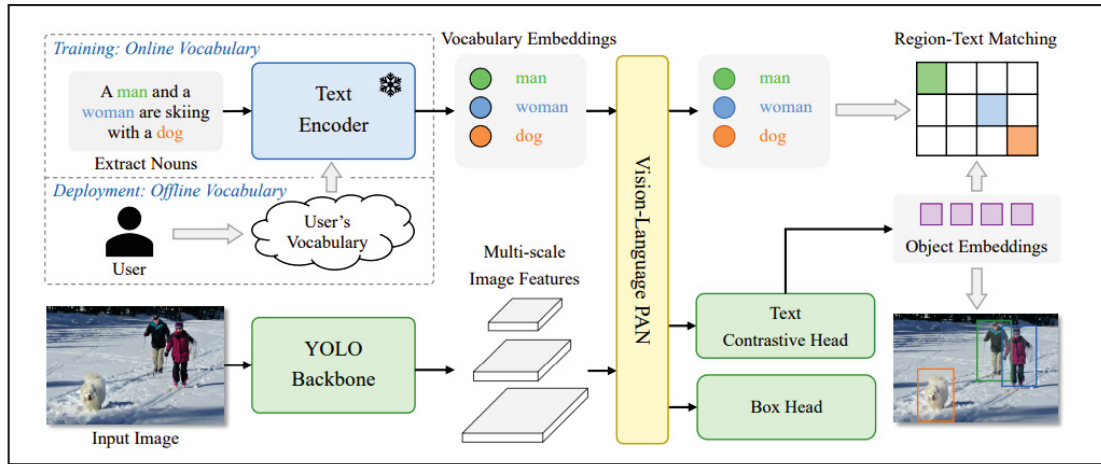 Training: Online Vocabulary
A man and a
woman are skiing
with a dog
Extract Nouns
Text
Encoder
Deployment: Offline Vocabulary
User
User's
Vocabulary
Vocabulary Embeddings
man
woman
dog
Input Image
YOLO
Backbone
Multi-scale
Image Features
Vision-Language PAN
man
woman
dog
Region-Text Matching
Text
Contrastive Head
Box Head
Object Embeddings